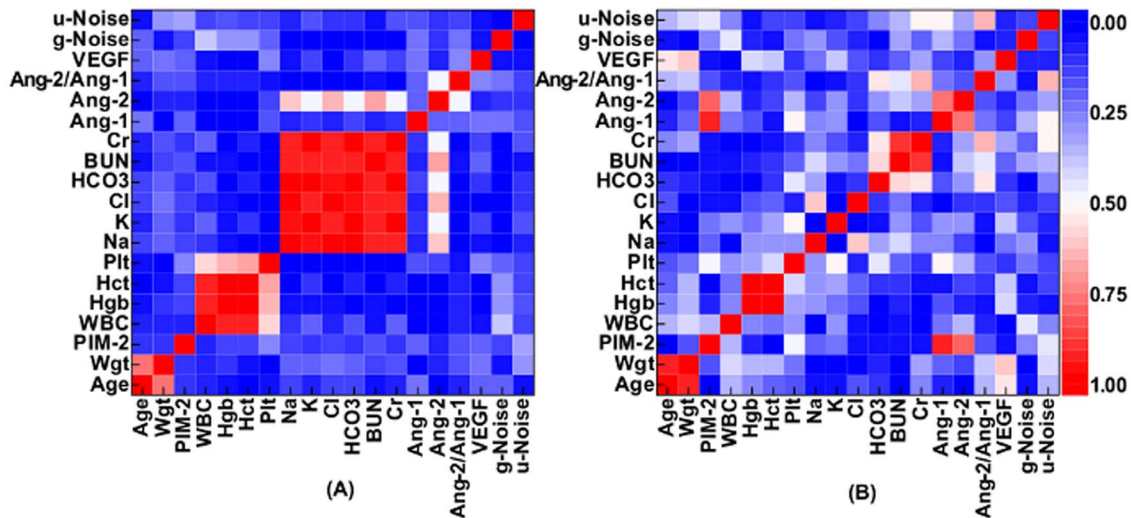 u-Noise
g-Noise
VEGF
Ang-2/Ang-1
Ang-2
Ang-1
Cr
BUN
HCO3
Cl
K
Na
Plt
Hct
Hgb
WBC
PIM-2
Wgt
Age
Age Wgt PIM-2 WBC Hgb Hct Plt Na K Cl HCO3 BUN Cr Ang-1 Ang-2 Ang-2/Ang-1 VEGF g-Noise u-Noise
(A)
u-Noise
g-Noise
VEGF
Ang-2/Ang-1
Ang-2
Ang-1
Cr
BUN
HCO3
Cl
K
Na
Plt
Hct
Hgb
WBC
PIM-2
Wgt
Age
Age Wgt PIM-2 WBC Hgb Hct Plt Na K Cl HCO3 BUN Cr Ang-1 Ang-2 Ang-2/Ang-1 VEGF g-Noise u-Noise
(B)
0.00
0.25
0.50
0.75
1.00